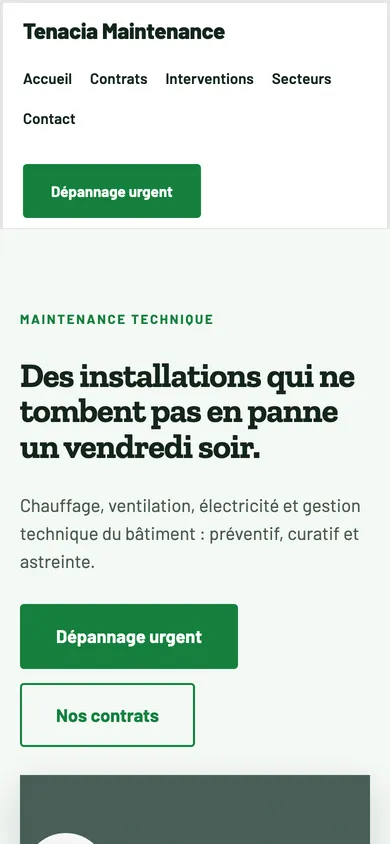 Tenacia Maintenance
Accueil Contrats Interventions Secteurs
Contact
Dépannage urgent
MAINTENANCE TECHNIQUE
Des installations qui ne
tombent pas en panne
un vendredi soir.
Chauffage, ventilation, électricité et gestion
technique du bâtiment : préventif, curatif et
astreinte.
Dépannage urgent
Nos contrats